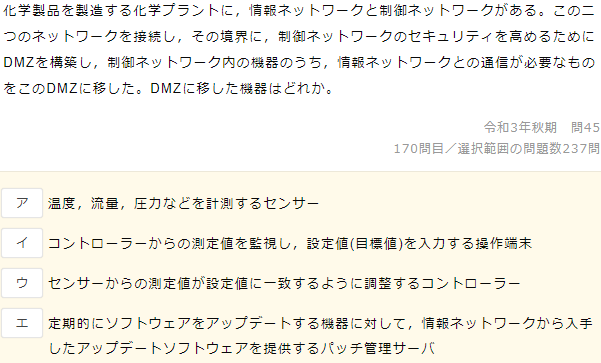 化学製品を製造する化学プラントに，情報ネットワークと制御ネットワークがある。この二
つのネットワークを接続し，その境界に，制御ネットワークのセキュリティを高めるために
DMZを構築し，制御ネットワーク内の機器のうち，情報ネットワークとの通信が必要なもの
をこのDMZに移した。DMZに移した機器はどれか。
令和3年秋期　問45
170問目／選択範囲の問題数237問
ア 温度，流量，圧力などを計測するセンサー
イ コントローラーからの測定値を監視し，設定値(目標値)を入力する操作端末
ウ センサーからの測定値が設定値に一致するように調整するコントローラー
エ 定期的にソフトウェアをアップデートする機器に対して，情報ネットワークから入手
したアップデートソフトウェアを提供するパッチ管理サーバ